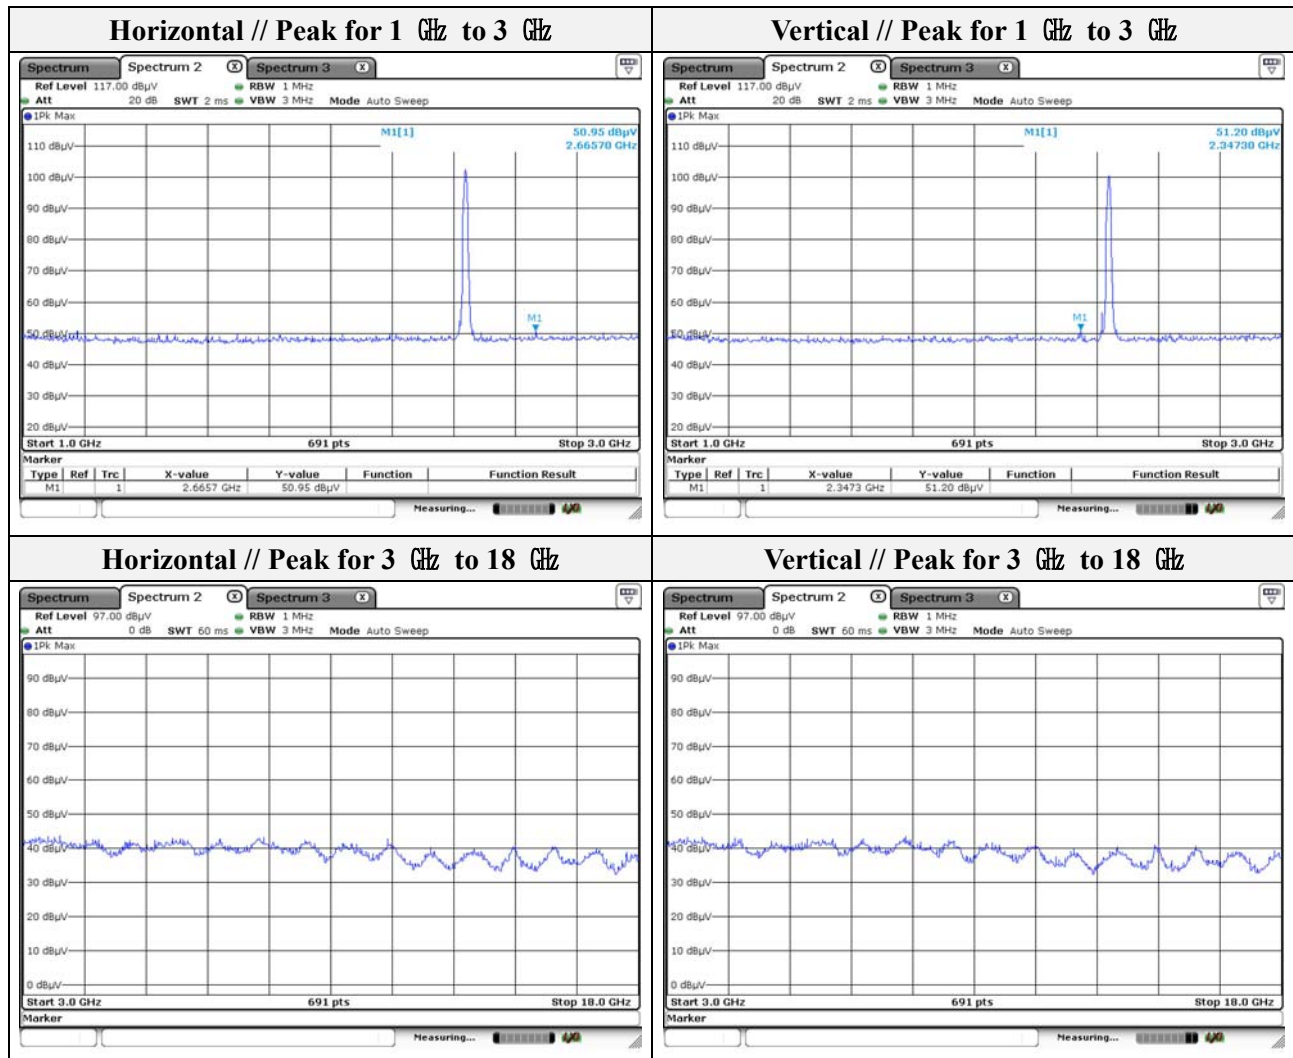 Horizontal // Peak for 1 ㎓ to 3 ㎓
Spectrum Spectrum 2 Spectrum 3
Ref Level 117.00 dBµV RBW 1 MHz
Att 20 dB SWT 2 ms VBW 3 MHz Mode Auto Sweep
1Pk Max
M1[1] 50.95 dBµV
2.66570 GHz
110 dBµV
100 dBµV
90 dBµV
80 dBµV
70 dBµV
60 dBµV
M1
50 dBµV
40 dBµV
30 dBµV
20 dBµV
Start 1.0 GHz 691 pts Stop 3.0 GHz
Marker
Type Ref Trc X-value Y-value Function Function Result
M1 1 2.6657 GHz 50.95 dBµV
Measuring...
Vertical // Peak for 1 ㎓ to 3 ㎓
Spectrum Spectrum 2 Spectrum 3
Ref Level 117.00 dBµV RBW 1 MHz
Att 20 dB SWT 2 ms VBW 3 MHz Mode Auto Sweep
1Pk Max
M1[1] 51.20 dBµV
2.34730 GHz
110 dBµV
100 dBµV
90 dBµV
80 dBµV
70 dBµV
60 dBµV
M1
50 dBµV
40 dBµV
30 dBµV
20 dBµV
Start 1.0 GHz 691 pts Stop 3.0 GHz
Marker
Type Ref Trc X-value Y-value Function Function Result
M1 1 2.3473 GHz 51.20 dBµV
Measuring...
Horizontal // Peak for 3 ㎓ to 18 ㎓
Spectrum Spectrum 2 Spectrum 3
Ref Level 97.00 dBµV RBW 1 MHz
Att 0 dB SWT 60 ms VBW 3 MHz Mode Auto Sweep
1Pk Max
90 dBµV
80 dBµV
70 dBµV
60 dBµV
50 dBµV
40 dBµV
30 dBµV
20 dBµV
10 dBµV
0 dBµV
Start 3.0 GHz 691 pts Stop 18.0 GHz
Marker
Measuring...
Vertical // Peak for 3 ㎓ to 18 ㎓
Spectrum Spectrum 2 Spectrum 3
Ref Level 97.00 dBµV RBW 1 MHz
Att 0 dB SWT 60 ms VBW 3 MHz Mode Auto Sweep
1Pk Max
90 dBµV
80 dBµV
70 dBµV
60 dBµV
50 dBµV
40 dBµV
30 dBµV
20 dBµV
10 dBµV
0 dBµV
Start 3.0 GHz 691 pts Stop 18.0 GHz
Marker
Measuring...